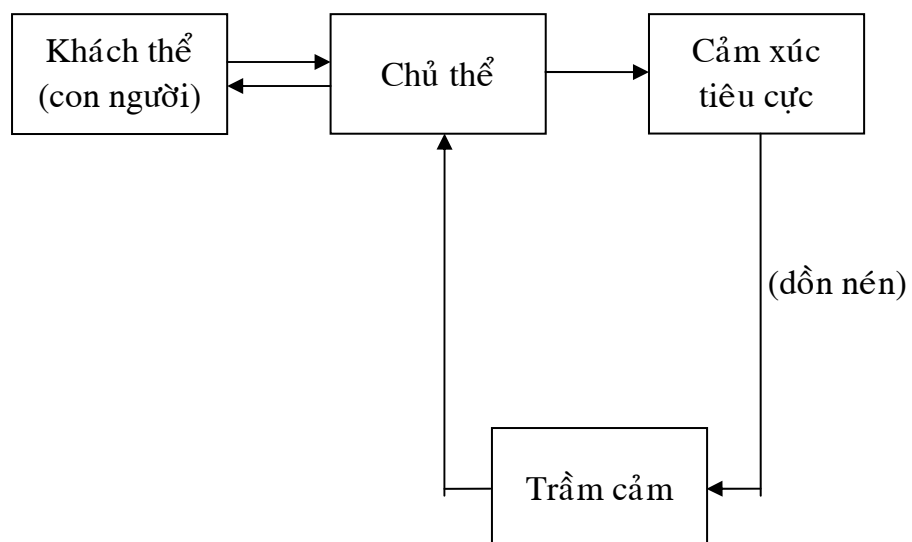 Khách thể
(con người)
Chủ thể
Cảm xúc
tiêu cực
(dồn nén)
Trầm cảm